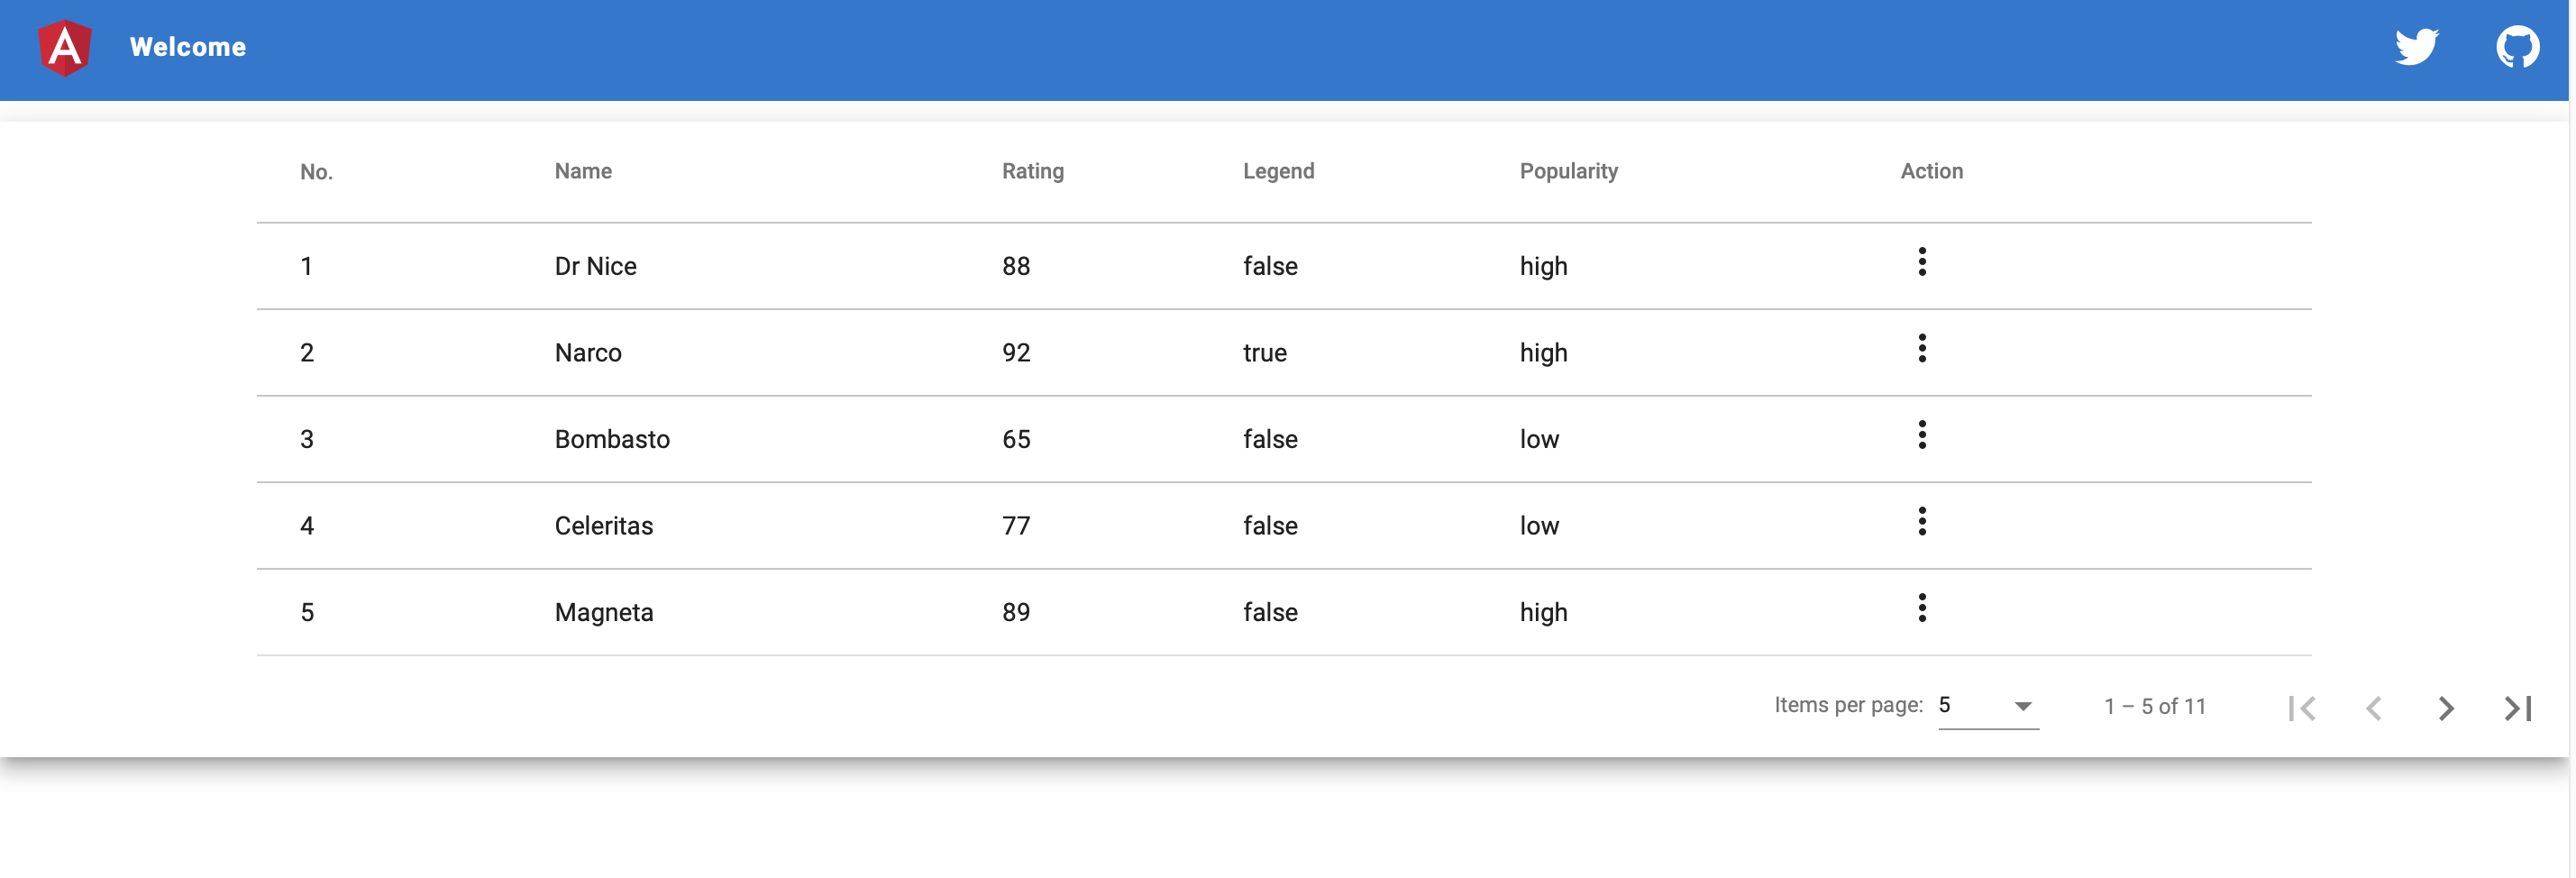 Welcome
No. Name Rating Legend Popularity Action
1 Dr Nice 88 false high
2 Narco 92 true high
3 Bombasto 65 false low
4 Celeritas 77 false low
5 Magneta 89 false high
Items per page: 5 1 – 5 of 11